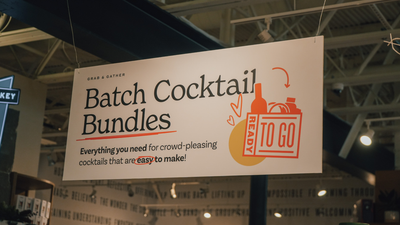 GRAB & GATHER
Batch Cocktail
Bundles
Everything you need for crowd-pleasing
cocktails that are easy to make!
READY
TO GO
KEY